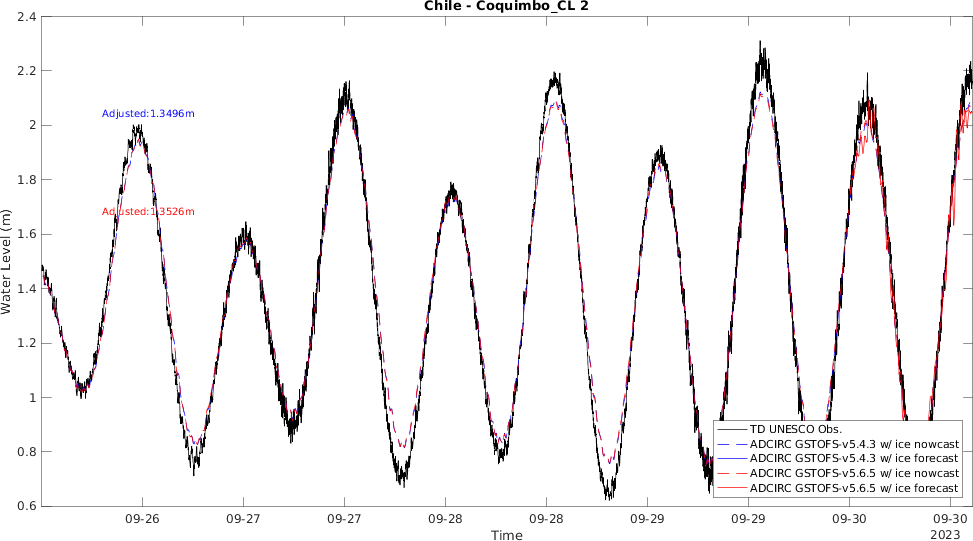 Chile - Coquimbo_CL 2
2.4
2.2
2
1.8
1.6
1.4
1.2
1
0.8
0.6
Water Level (m)
Adjusted:1.3496m
Adjusted:1.3526m
TD UNESCO Obs.
ADCIRC GSTOFS-v5.4.3 w/ ice nowcast
ADCIRC GSTOFS-v5.4.3 w/ ice forecast
ADCIRC GSTOFS-v5.6.5 w/ ice nowcast
ADCIRC GSTOFS-v5.6.5 w/ ice forecast
09-26 09-27 09-27 09-28 09-28 09-29 09-29 09-30 09-30
2023
Time